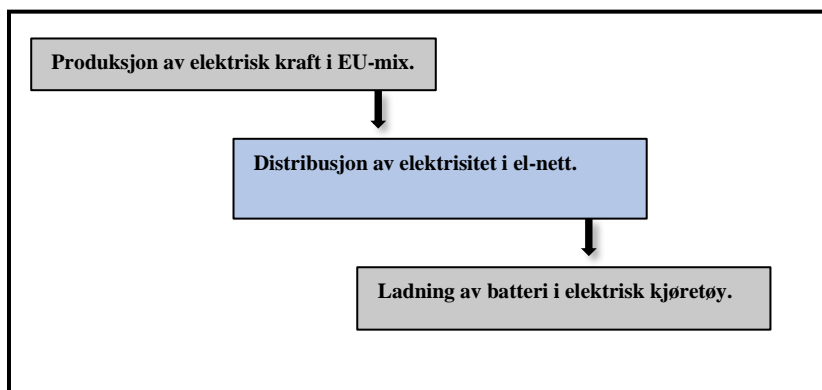 Produksjon av elektrisk kraft i EU-mix.
Distribusjon av elektrisitet i el-nett.
Ladning av batteri i elektrisk kjøretøy.